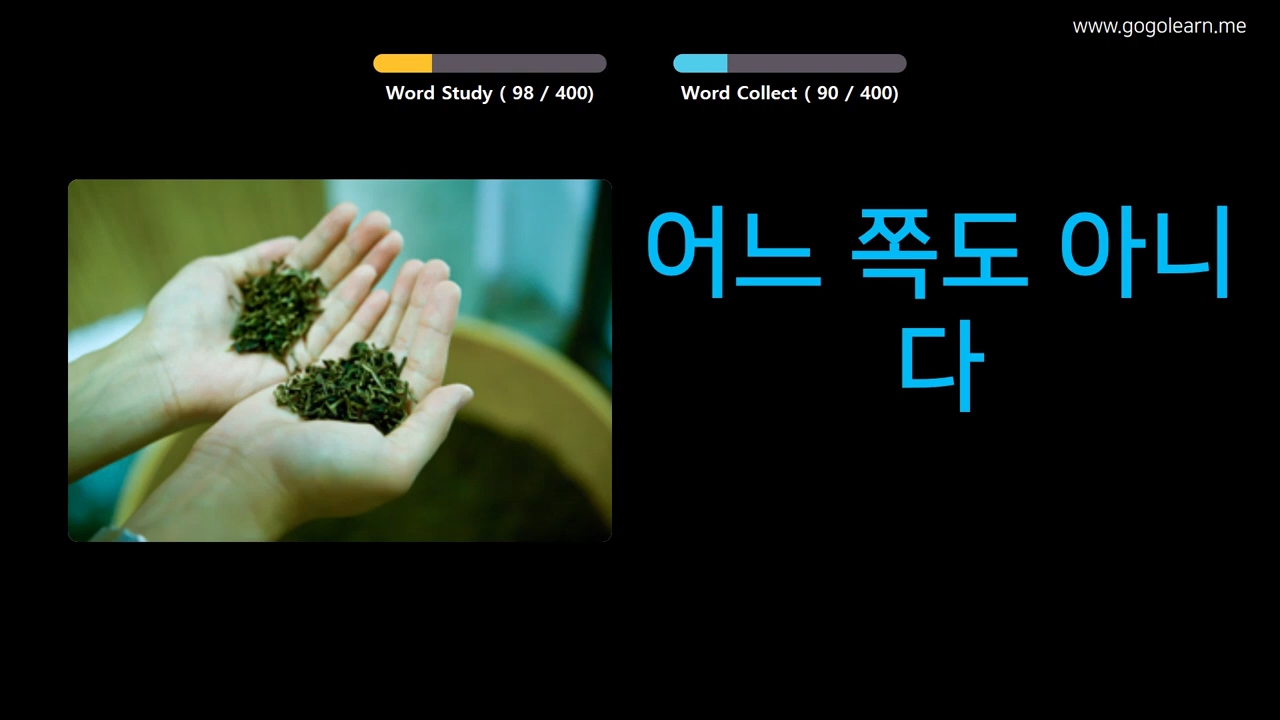 www.gogolearn.me
Word Study ( 98 / 400)
Word Collect ( 90 / 400)
어느 쪽도 아니
다